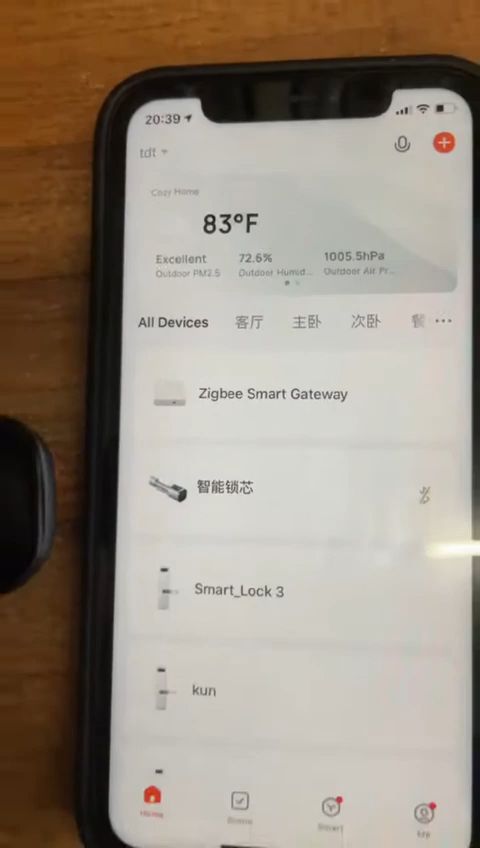 20:39
tdt
Cozy Home
83°F
Excellent 72.6% 1005.5hPa
Outdoor PM2.5 Outdoor Humid... Outdoor Air Pr...
All Devices 客厅 主卧 次卧 餐 ...
Zigbee Smart Gateway
智能锁芯
Smart_Lock 3
kun
Home Scene Smart Me